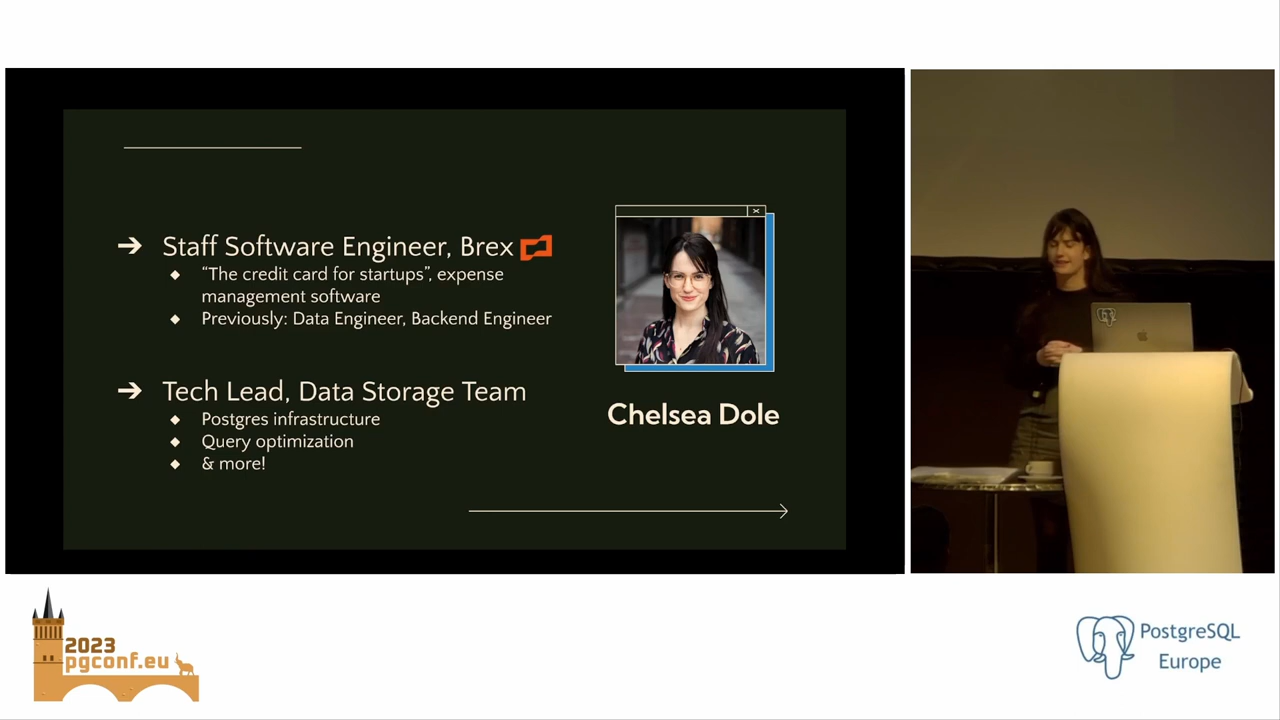 ➔ Staff Software Engineer, Brex
◆ “The credit card for startups”, expense
management software
◆ Previously: Data Engineer, Backend Engineer
➔ Tech Lead, Data Storage Team
◆ Postgres infrastructure
◆ Query optimization
◆ & more!
Chelsea Dole
2023
pgconf.eu
PostgreSQL
Europe